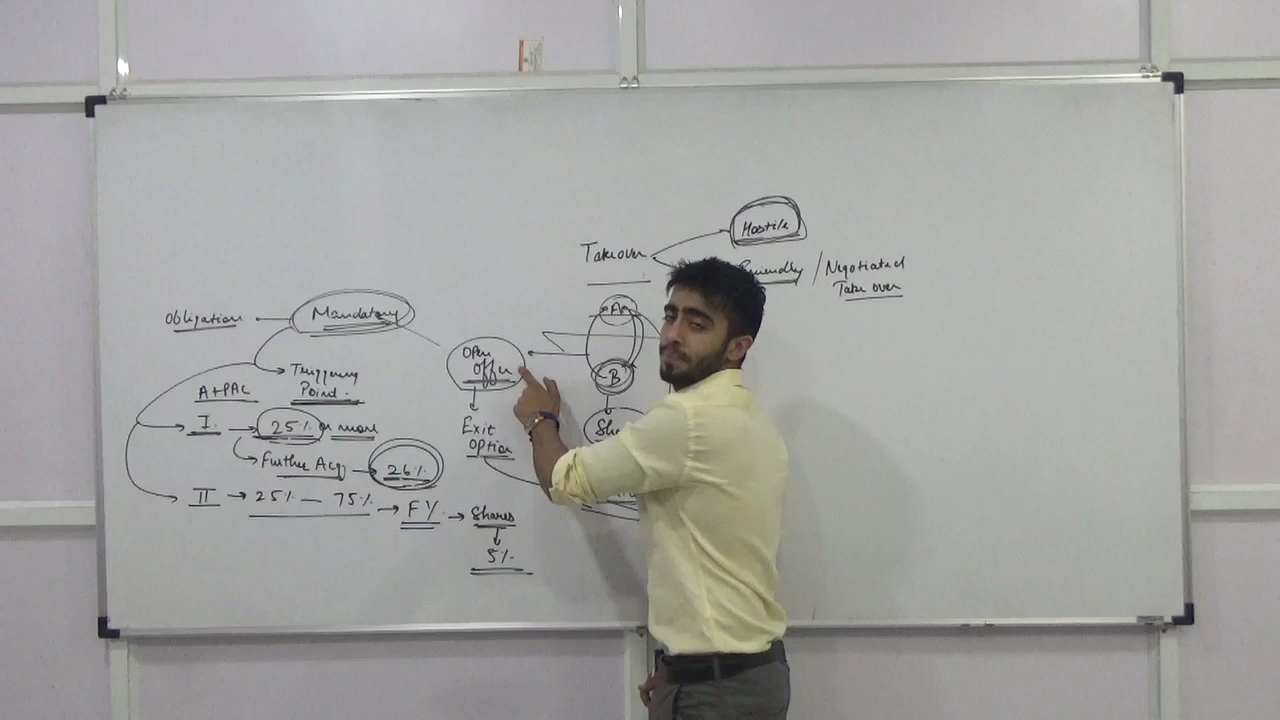 Hostile
Takeover
Friendly / Negotiated
Take over
Obligation
Mandatory
A
Open
Offer
B
Triggering
Point
A+PAC
I.
25% or more
Exit
Option
Sha
Further Acq
26%
II
25% — 75%
FY
Shares
5%